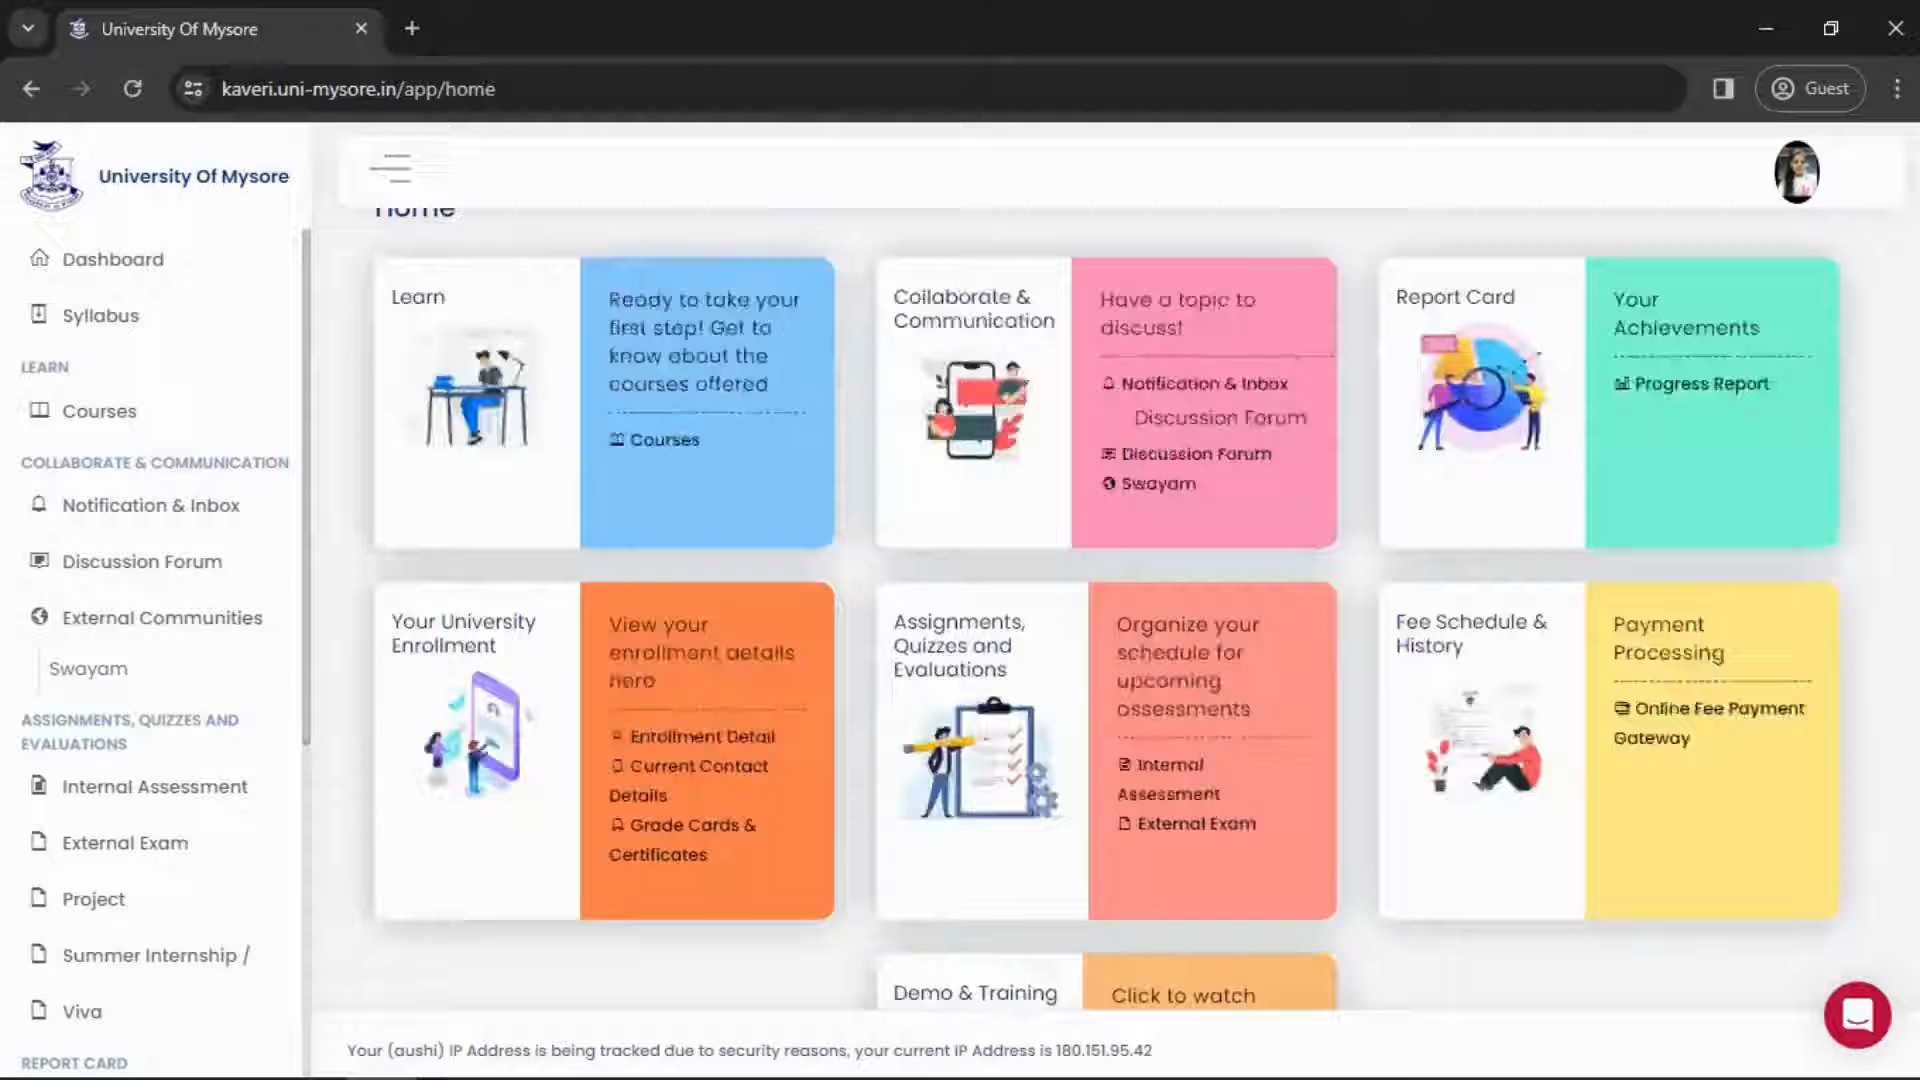 University Of Mysore
kaveri.uni-mysore.in/app/home
Guest
University Of Mysore
Home
Dashboard
Syllabus
LEARN
Courses
COLLABORATE & COMMUNICATION
Notification & Inbox
Discussion Forum
External Communities
Swayam
ASSIGNMENTS, QUIZZES AND
EVALUATIONS
Internal Assessment
External Exam
Project
Summer Internship /
Viva
REPORT CARD
Learn
Ready to take your
first step! Get to
know about the
courses offered
Courses
Collaborate &
Communication
Have a topic to
discuss!
Notification & Inbox
Discussion Forum
Discussion Forum
Swayam
Report Card
Your
Achievements
Progress Report
Your University
Enrollment
View your
enrollment details
here
Enrollment Detail
Current Contact
Details
Grade Cards &
Certificates
Assignments,
Quizzes and
Evaluations
Organize your
schedule for
upcoming
assessments
Internal
Assessment
External Exam
Fee Schedule &
History
Payment
Processing
Online Fee Payment
Gateway
Demo & Training
Click to watch
Your (aushi) IP Address is being tracked due to security reasons, your current IP Address is 180.151.95.42